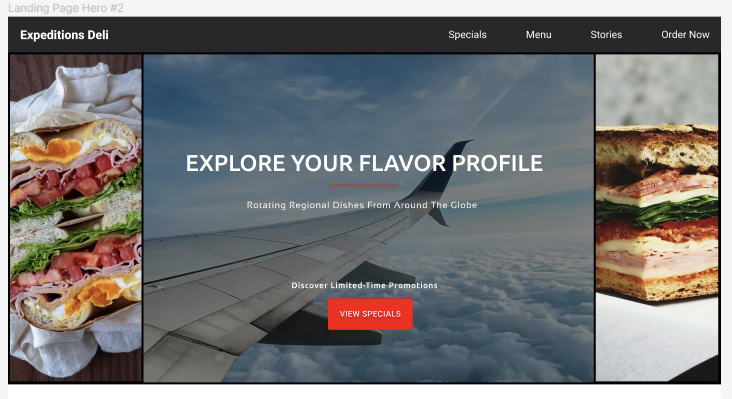 Landing Page Hero #2
Expeditions Deli
Specials
Menu
Stories
Order Now
EXPLORE YOUR FLAVOR PROFILE
Rotating Regional Dishes From Around The Globe
Discover Limited-Time Promotions
VIEW SPECIALS